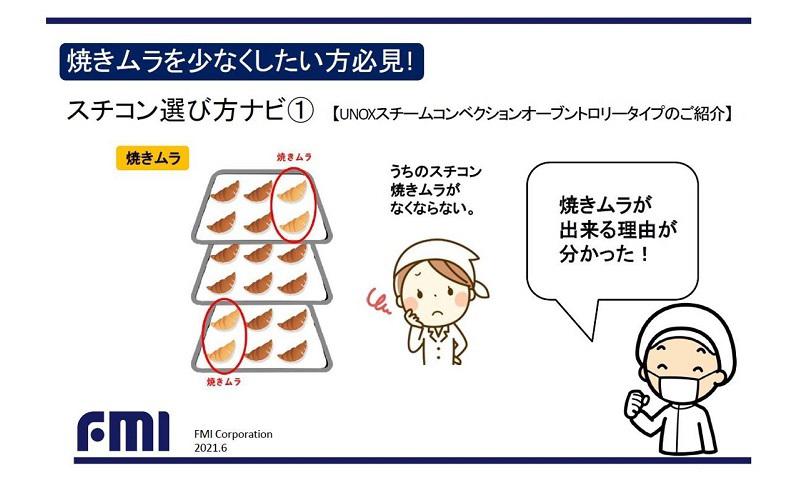 焼きムラを少なくしたい方必見!
スチコン選び方ナビ① 【UNOXスチームコンベクションオーブントロリータイプのご紹介】
焼きムラ
焼きムラ
うちのスチコン
焼きムラが
なくならない。
焼きムラが
出来る理由が
分かった！
焼きムラ
FMI
FMI Corporation
2021.6